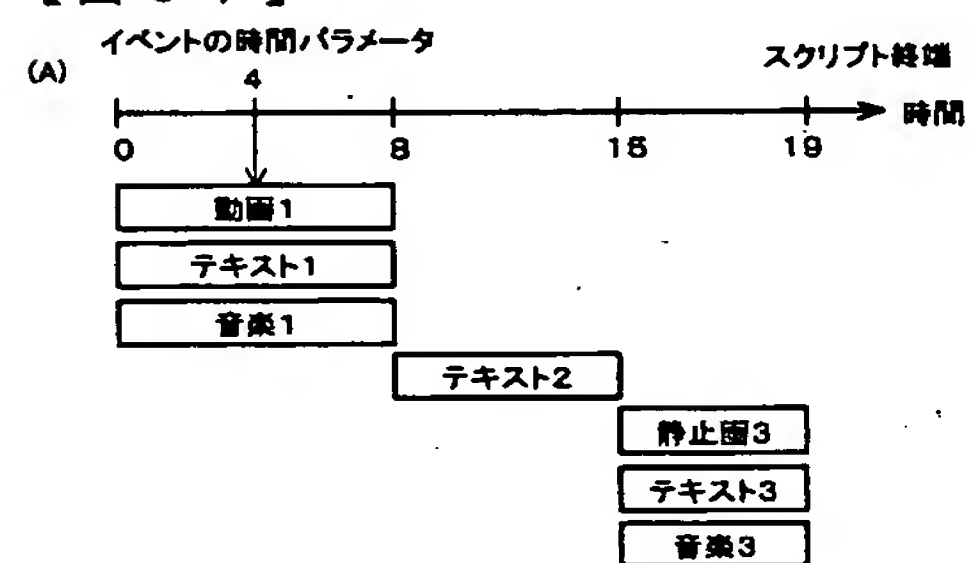 イベントの時間パラメータ
(A)
4
スクリプト終端
時間
0 8 15 19
動画1
テキスト1
音楽1
テキスト2
静止画3
テキスト3
音楽3